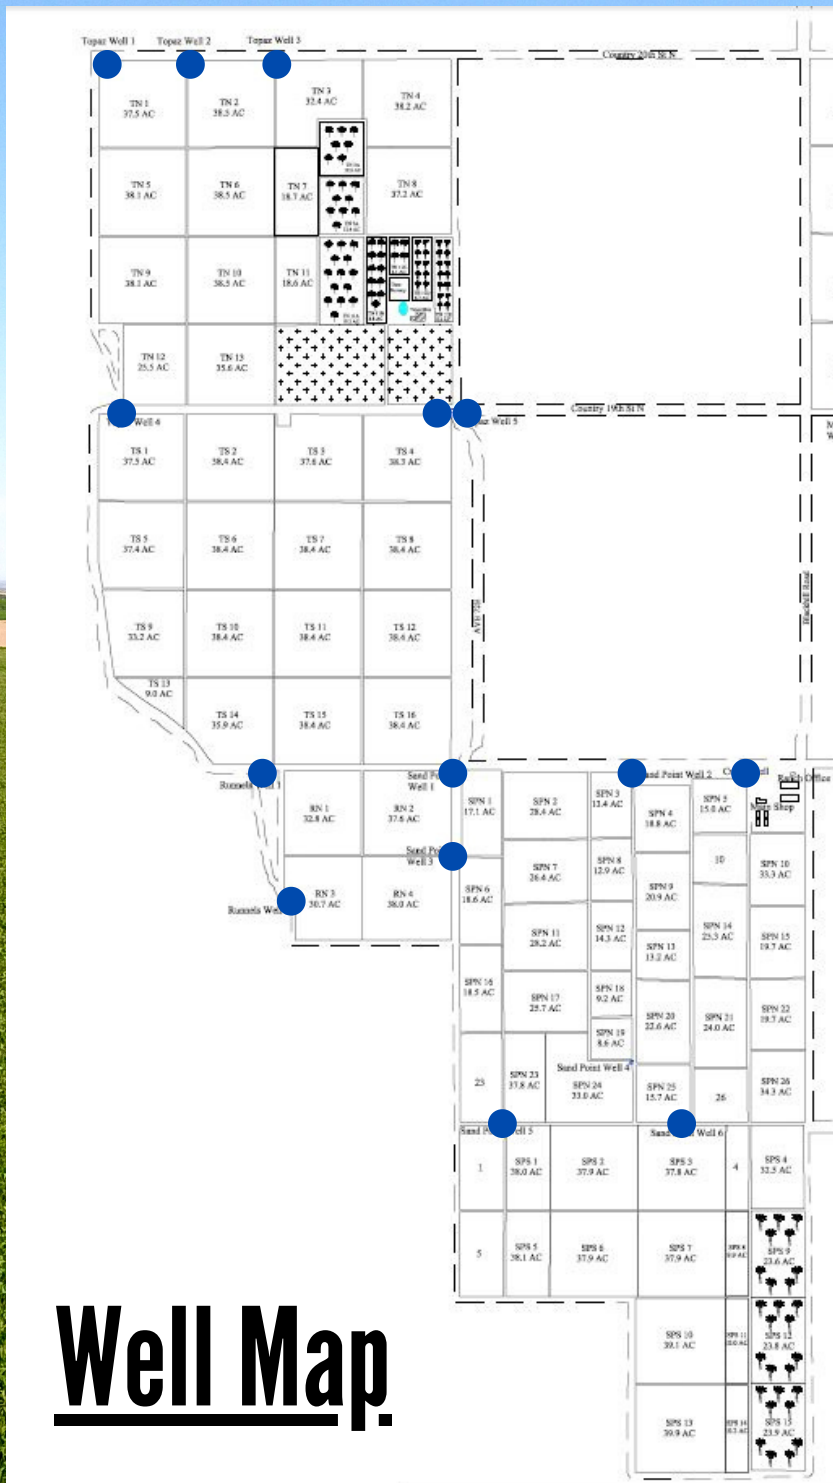 Topaz Well 1
Topaz Well 2
Topaz Well 3
Country 20th St N
TN 1
37.5 AC
TN 2
38.5 AC
TN 3
32.4 AC
TN 4
38.2 AC
TN 5
38.1 AC
TN 6
38.5 AC
TN 7
18.7 AC
TN 8
37.2 AC
TN 9
38.1 AC
TN 10
38.5 AC
TN 11
18.6 AC
TN 12
25.5 AC
TN 13
35.6 AC
Country 19th St N
Well 4
Well 5
TS 1
37.5 AC
TS 2
38.4 AC
TS 3
37.6 AC
TS 4
38.3 AC
TS 5
37.4 AC
TS 6
38.4 AC
TS 7
38.4 AC
TS 8
38.4 AC
TS 9
33.2 AC
TS 10
38.4 AC
TS 11
38.4 AC
TS 12
38.4 AC
TS 13
9.0 AC
TS 14
35.9 AC
TS 15
38.4 AC
TS 16
38.4 AC
Sand
Well 1
Sand Point Well 2
Ranch Office
Main Shop
RN 1
32.8 AC
RN 2
37.6 AC
Sand
Well 3
RN 3
30.7 AC
RN 4
38.0 AC
Runnels
SPN 1
17.1 AC
SPN 2
28.4 AC
SPN 3
13.4 AC
SPN 4
18.8 AC
SPN 5
15.0 AC
SPN 6
18.6 AC
SPN 7
26.4 AC
SPN 8
12.9 AC
SPN 9
20.9 AC
10
SPN 10
33.3 AC
SPN 11
28.2 AC
SPN 12
14.3 AC
SPN 13
13.2 AC
SPN 14
25.3 AC
SPN 15
19.7 AC
SPN 16
18.5 AC
SPN 17
25.7 AC
SPN 18
9.2 AC
SPN 19
8.6 AC
SPN 20
22.6 AC
SPN 21
24.0 AC
SPN 22
19.7 AC
23
SPN 23
37.8 AC
Sand Point Well 4
SPN 24
23.0 AC
SPN 25
15.7 AC
26
SPN 26
34.3 AC
Sand
Well 5
Sand
Well 6
1
SPS 1
38.0 AC
SPS 2
37.9 AC
SPS 3
37.8 AC
4
SPS 4
32.5 AC
5
SPS 5
38.1 AC
SPS 6
37.9 AC
SPS 7
37.9 AC
SPS 9
23.6 AC
SPS 10
39.1 AC
SPS 12
23.8 AC
SPS 13
39.9 AC
SPS 15
23.9 AC
Well Map